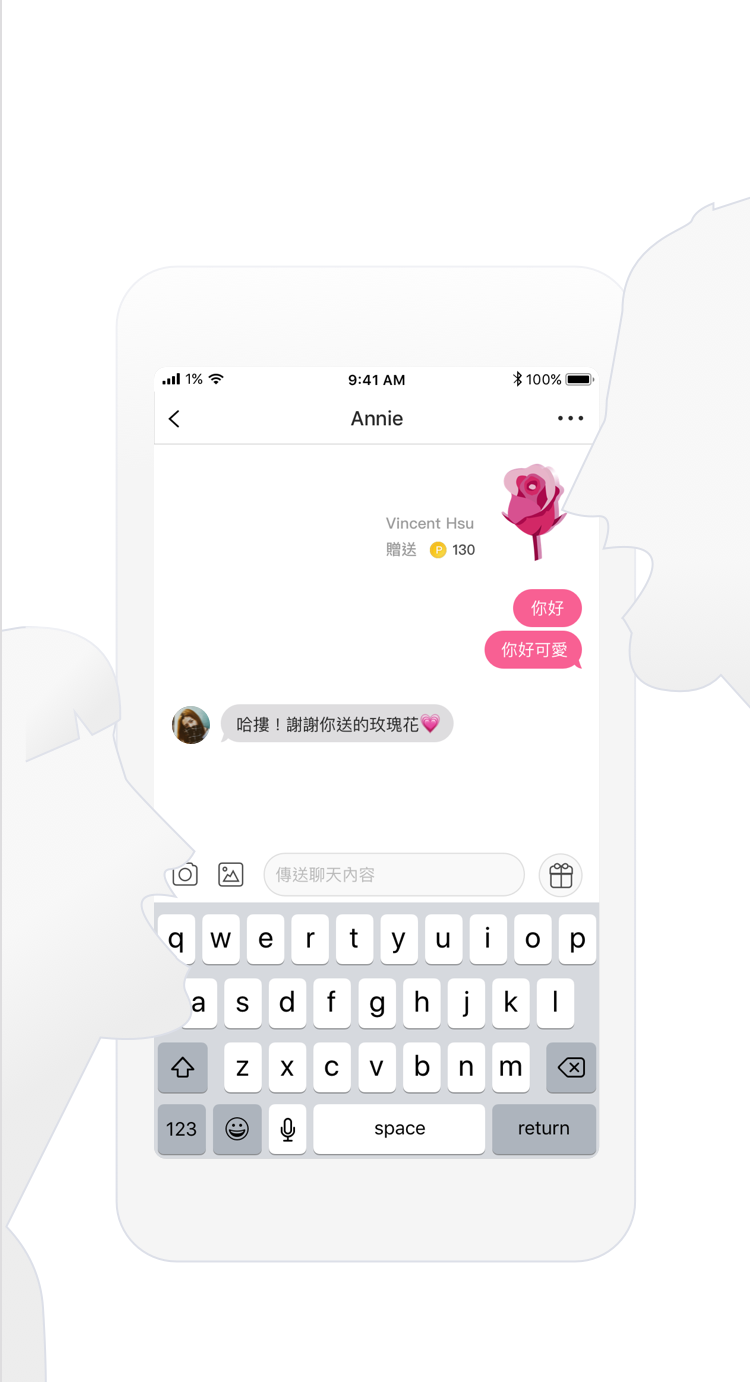 1% 9:41 AM 100%
Annie
Vincent Hsu
贈送 P 130
你好
你好可愛
哈摟！謝謝你送的玫瑰花💗
傳送聊天內容
q w e r t y u i o p
a s d f g h j k l
z x c v b n m
123 space return